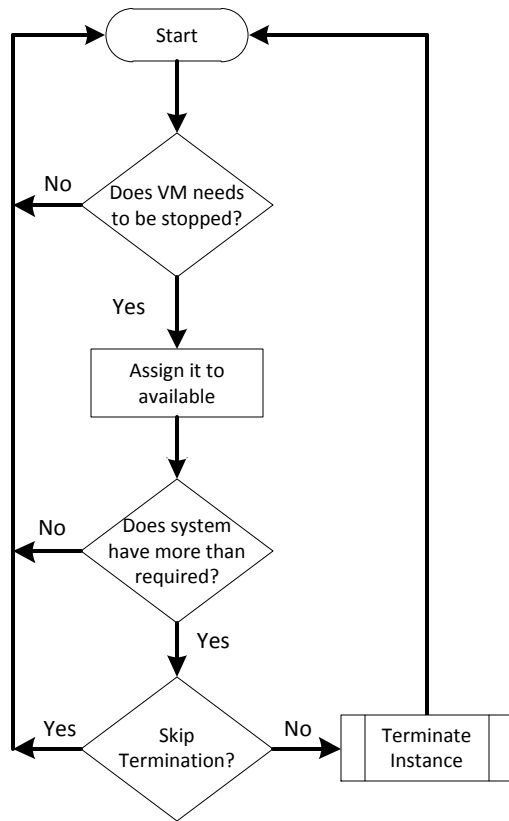 Start
No
Does VM needs
to be stopped?
Yes
Assign it to
available
No
Does system
have more than
required?
Yes
Yes
Skip
Termination?
No
Terminate
Instance